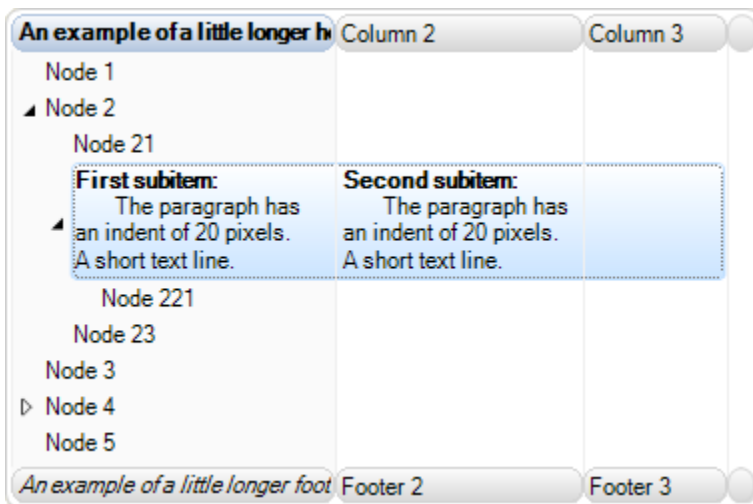 An example of a little longer h Column 2 Column 3
Node 1
Node 2
Node 21
First subitem: Second subitem:
The paragraph has The paragraph has
an indent of 20 pixels. an indent of 20 pixels.
A short text line. A short text line.
Node 221
Node 23
Node 3
Node 4
Node 5
An example of a little longer foot Footer 2 Footer 3